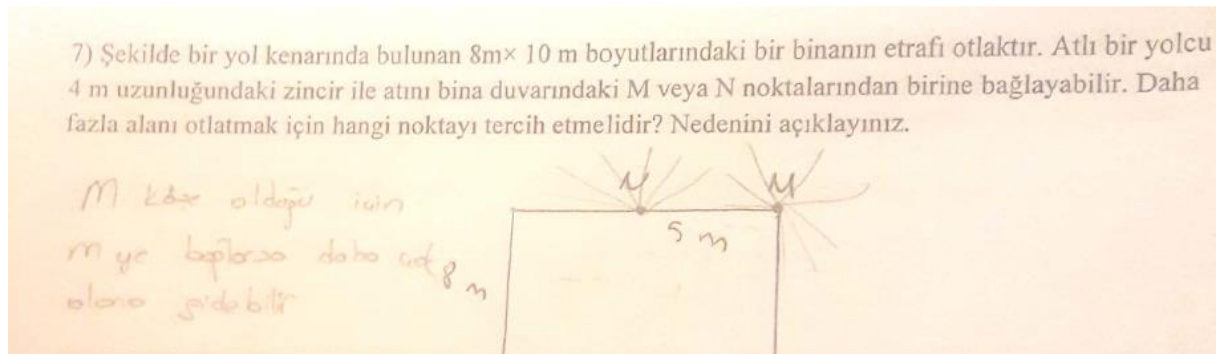 7) Şekilde bir yol kenarında bulunan 8m× 10 m boyutlarındaki bir binanın etrafı otlaktır. Atlı bir yolcu
4 m uzunluğundaki zincir ile atını bina duvarındaki M veya N noktalarından birine bağlayabilir. Daha
fazla alanı otlatmak için hangi noktayı tercih etmelidir? Nedenini açıklayınız.
N M
M köşe olduğu için
5 m
M ye bağlarsa daha
8 m
alana gidebilir